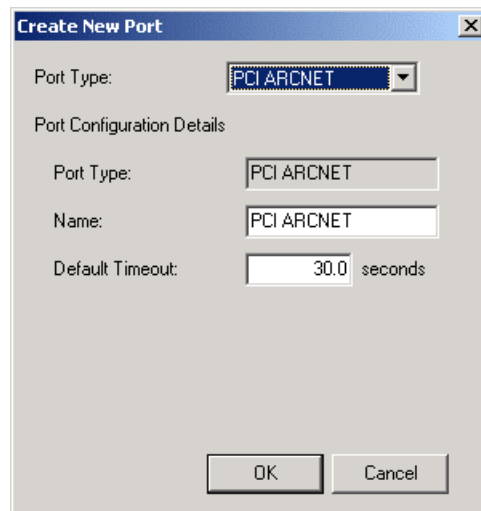 Create New Port
Port Type: PCI ARCNET
Port Configuration Details
Port Type: PCI ARCNET
Name: PCI ARCNET
Default Timeout: 30.0 seconds
OK Cancel